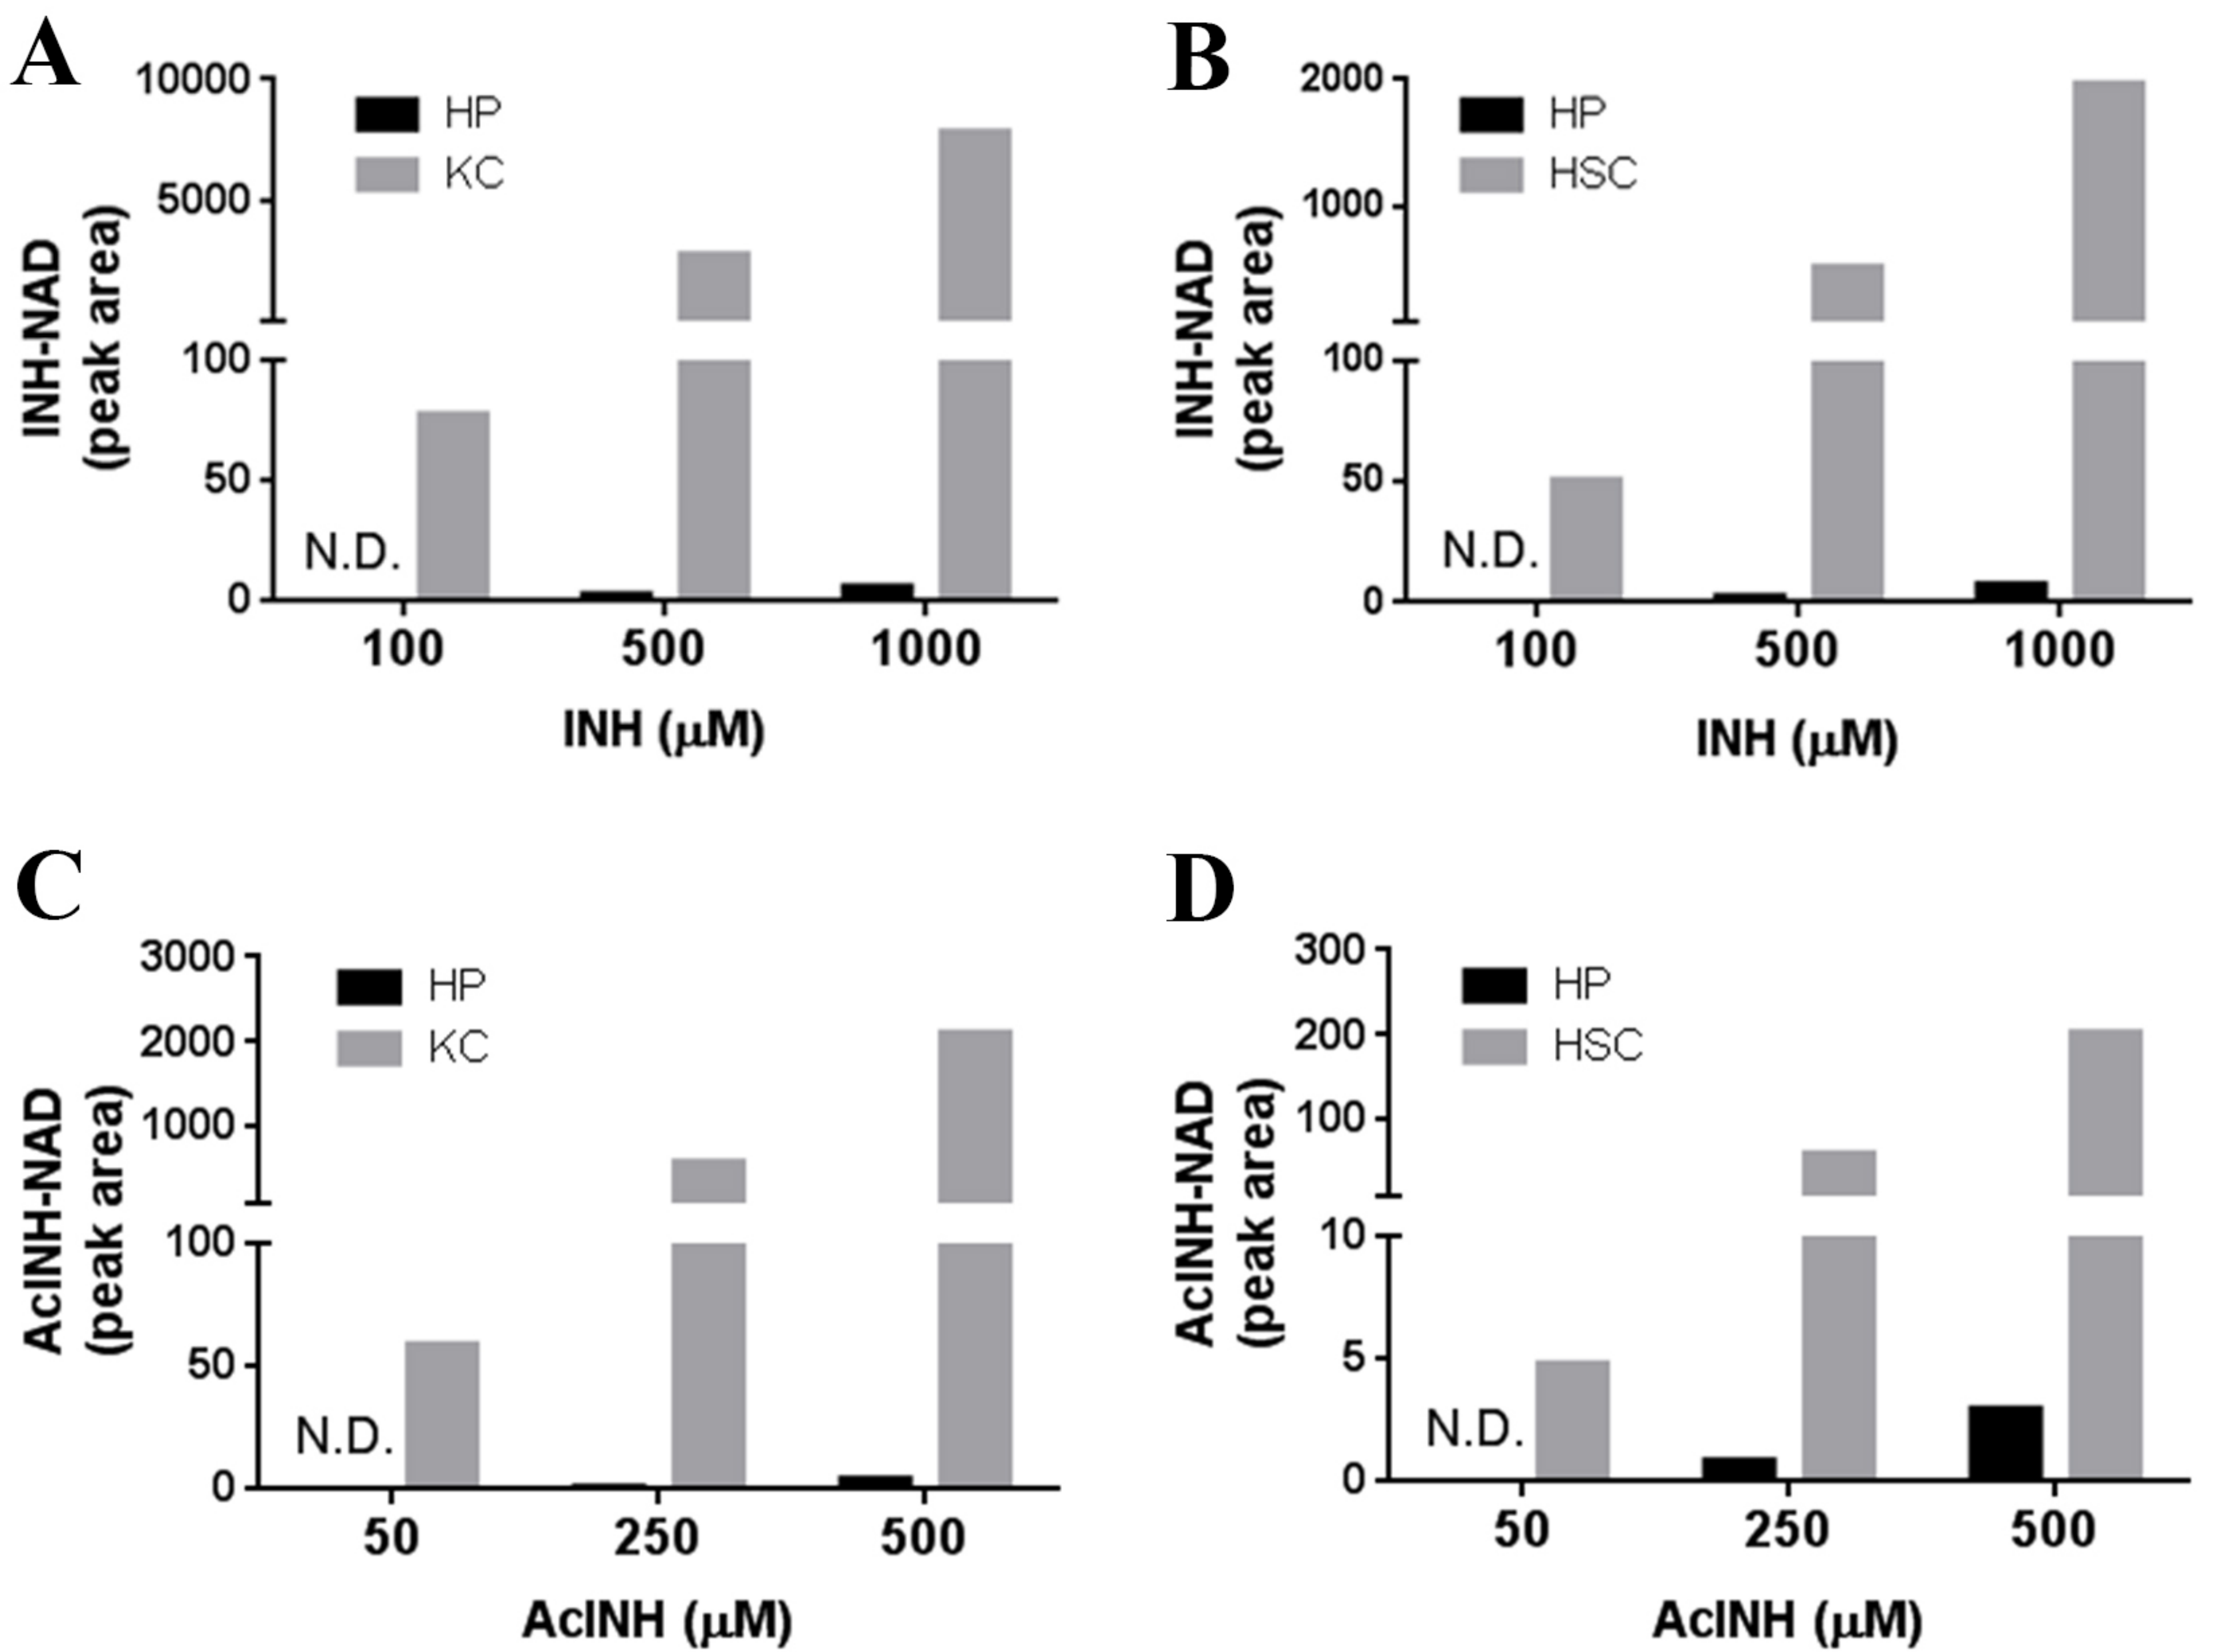 A
10000
5000
100
50
0
HP
KC
N.D.
INH-NAD
(peak area)
100 500 1000
INH (μM)
B
2000
1000
100
50
0
HP
HSC
N.D.
INH-NAD
(peak area)
100 500 1000
INH (μM)
C
3000
2000
1000
100
50
0
HP
KC
N.D.
AcINH-NAD
(peak area)
50 250 500
AcINH (μM)
D
300
200
100
10
5
0
HP
HSC
N.D.
AcINH-NAD
(peak area)
50 250 500
AcINH (μM)